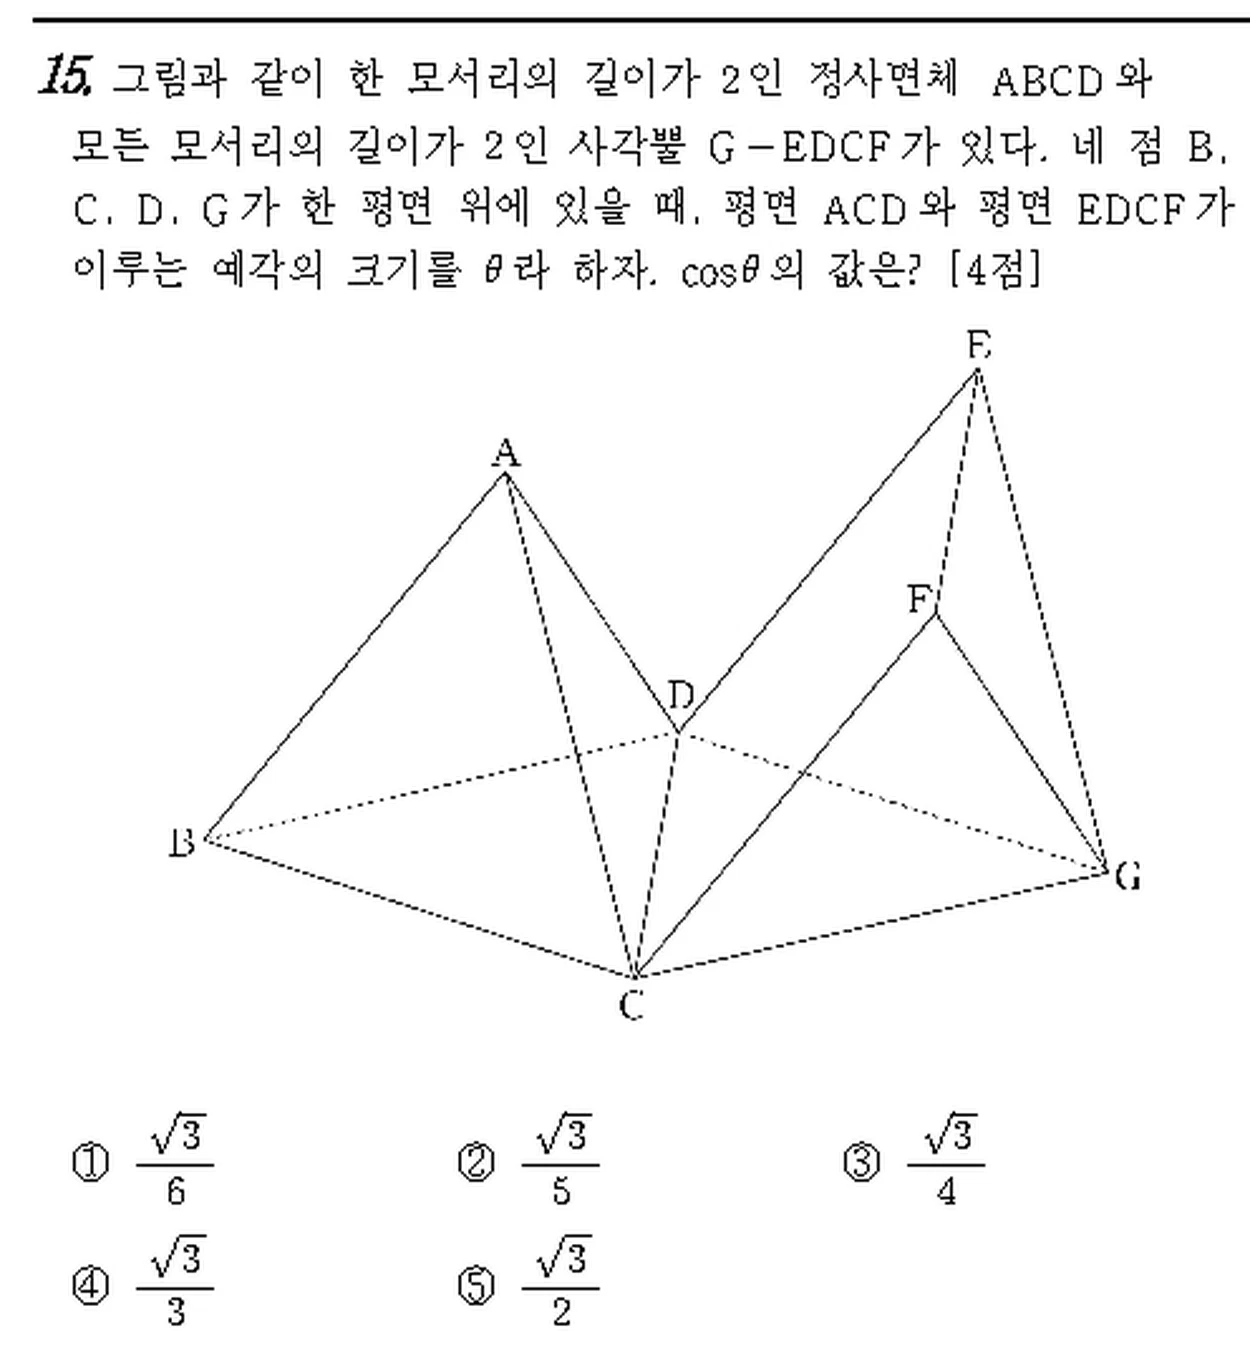 15. 그림과 같이 한 모서리의 길이가 2인 정사면체 ABCD와
모든 모서리의 길이가 2인 사각뿔 G-EDCF가 있다. 네 점 B,
C, D, G가 한 평면 위에 있을 때, 평면 ACD와 평면 EDCF가
이루는 예각의 크기를 θ라 하자. cosθ의 값은? [4점]
E
A
F
D
B
G
C
① √3/6 ② √3/5 ③ √3/4
④ √3/3 ⑤ √3/2